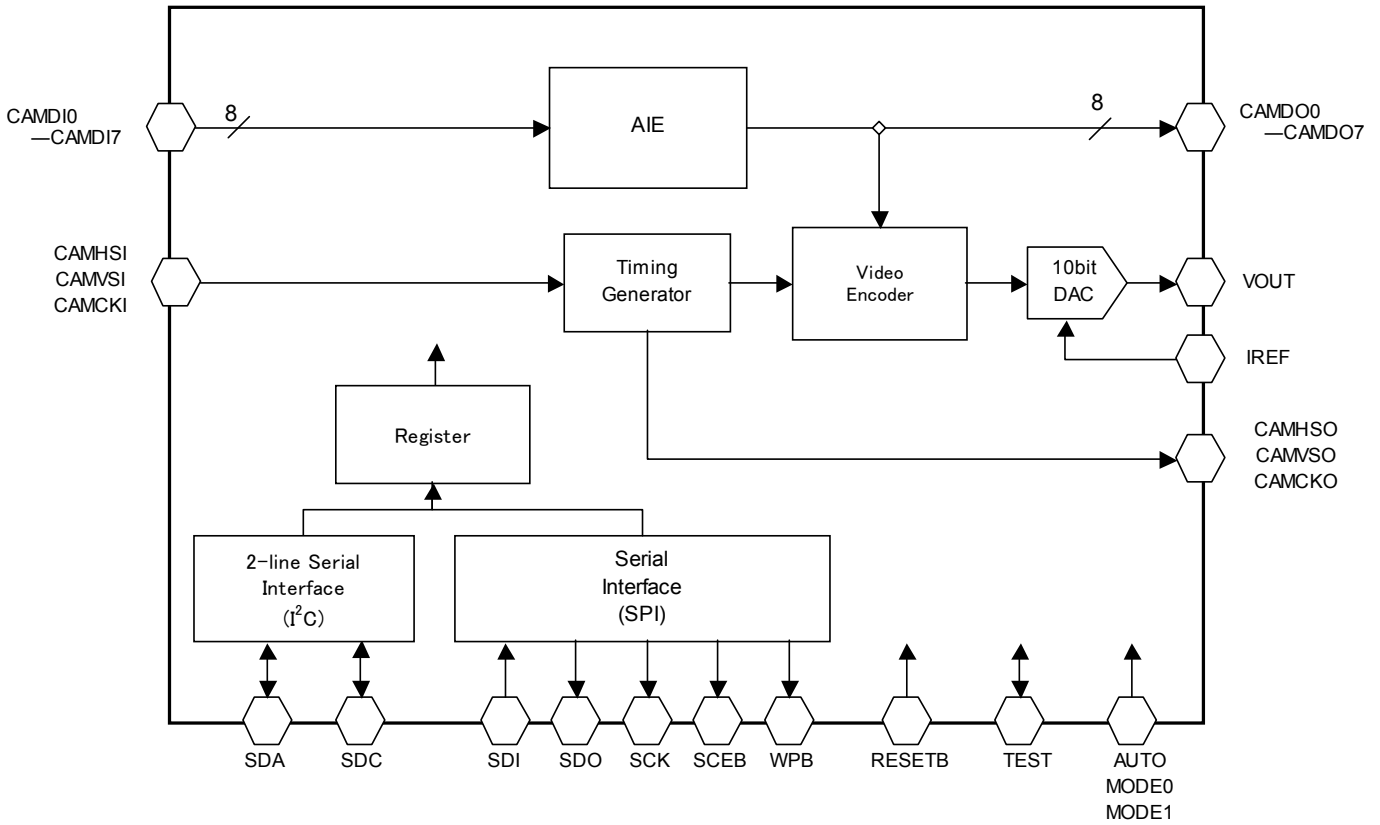 CAMDI0
—CAMDI7
8
AIE
8
CAMDO0
—CAMDO7
CAMHSI
CAMVSI
CAMCKI
Timing
Generator
Video
Encoder
10bit
DAC
VOUT
IREF
Register
CAMHSO
CAMVSO
CAMCKO
2-line Serial
Interface
(I²C)
Serial
Interface
(SPI)
SDA
SDC
SDI
SDO
SCK
SCEB
WPB
RESETB
TEST
AUTO
MODE0
MODE1